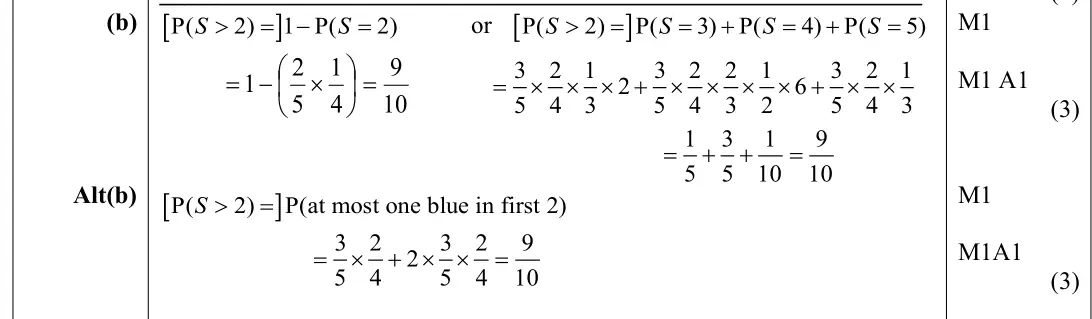 (b) [P(S > 2) =] 1 − P(S = 2) or [P(S > 2) =] P(S = 3) + P(S = 4) + P(S = 5) M1
= 1 − (2/5 × 1/4) = 9/10 = 3/5 × 2/4 × 1/3 × 2 + 3/5 × 2/4 × 2/3 × 1/2 × 6 + 3/5 × 2/4 × 1/3 M1 A1
(3)
= 1/5 + 3/5 + 1/10 = 9/10
Alt(b) [P(S > 2) =] P(at most one blue in first 2) M1
= 3/5 × 2/4 + 2 × 3/5 × 2/4 = 9/10 M1A1
(3)